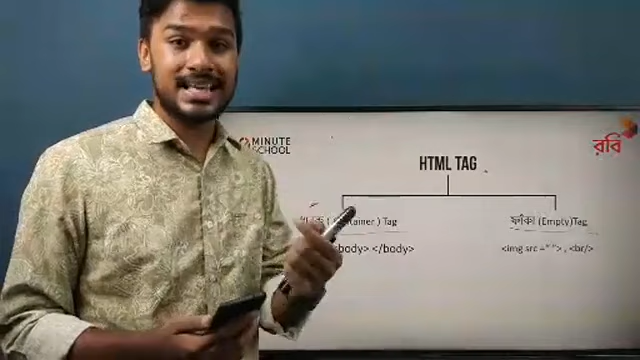 MINUTE
SCHOOL
রবি
HTML TAG
Tag
ফাঁকা (Empty)Tag
body></body>
<img src =" "> , <br/>